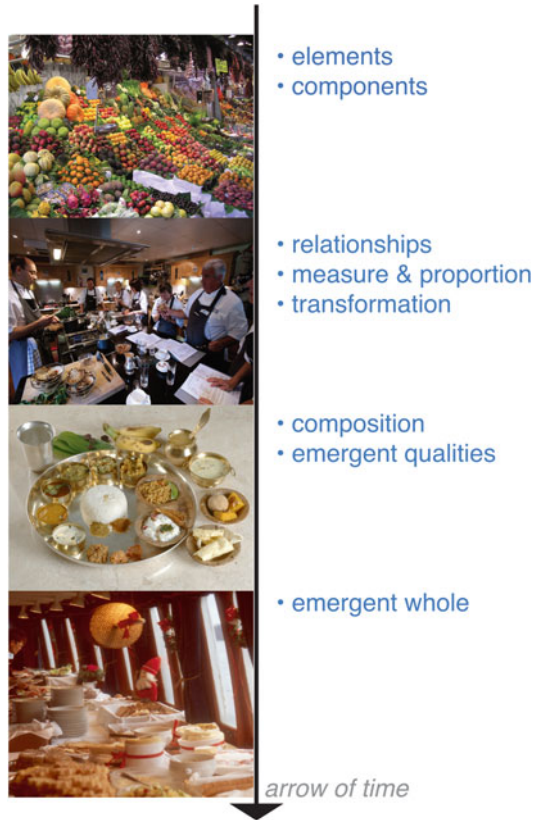 • elements
• components
• relationships
• measure & proportion
• transformation
• composition
• emergent qualities
• emergent whole
arrow of time